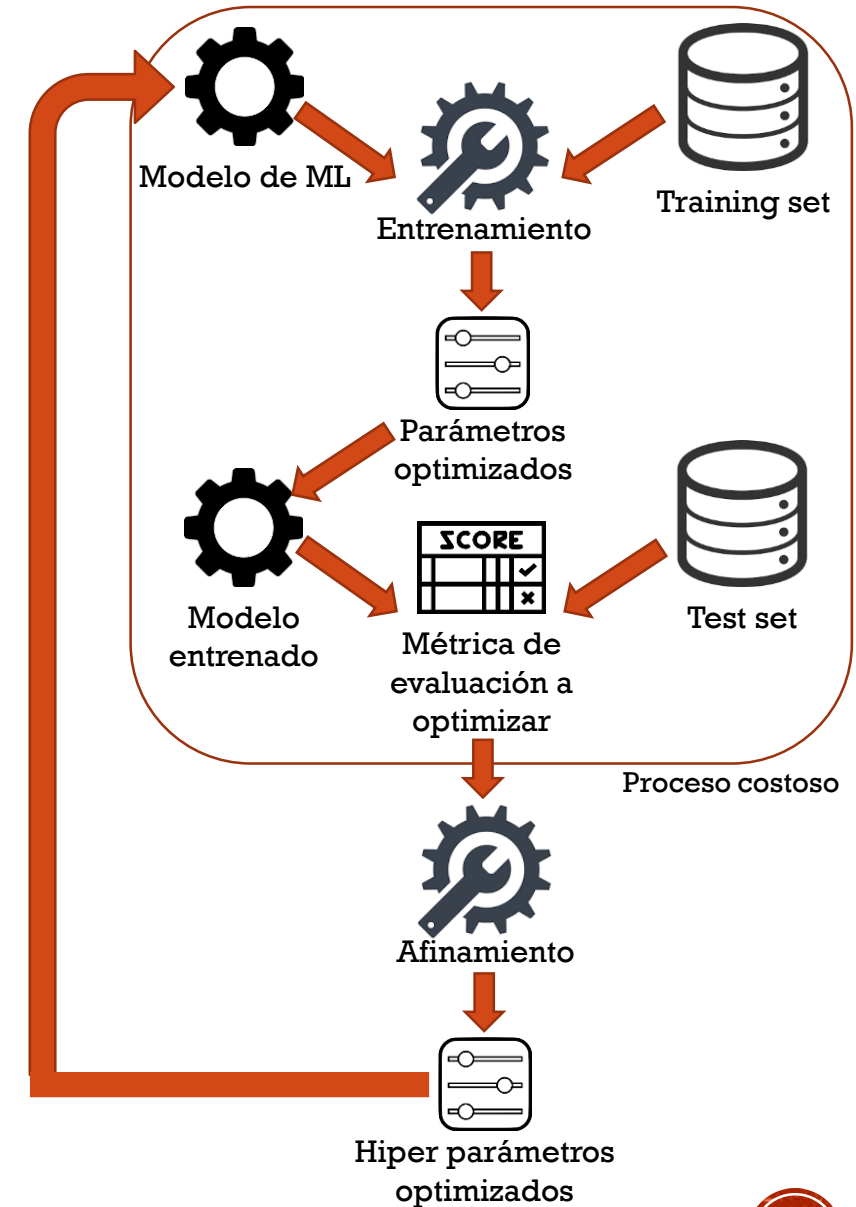 Modelo de ML
Training set
Entrenamiento
Parámetros
optimizados
SCORE
Modelo
entrenado
Métrica de
evaluación a
optimizar
Test set
Proceso costoso
Afinamiento
Hiper parámetros
optimizados